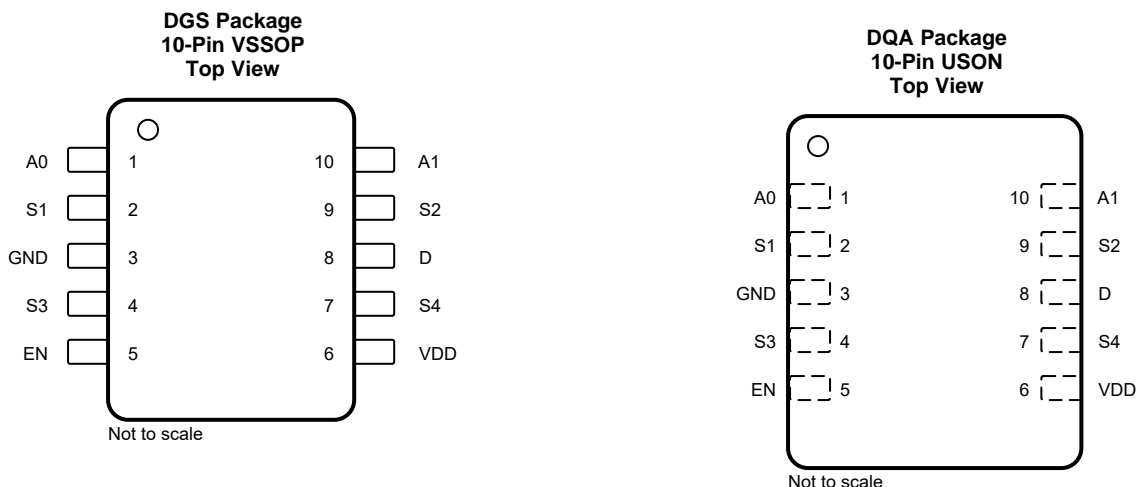 DGS Package
10-Pin VSSOP
Top View
A0 1 10 A1
S1 2 9 S2
GND 3 8 D
S3 4 7 S4
EN 5 6 VDD
Not to scale
DQA Package
10-Pin USON
Top View
A0 1 10 A1
S1 2 9 S2
GND 3 8 D
S3 4 7 S4
EN 5 6 VDD
Not to scale